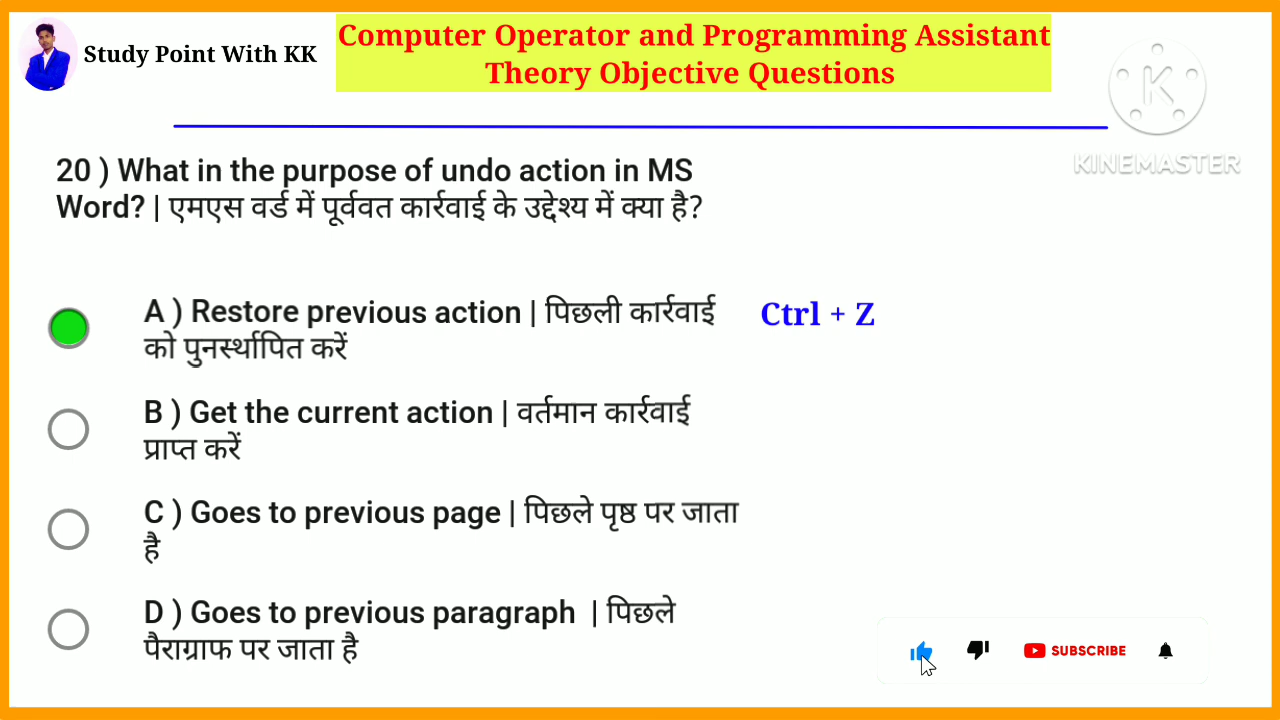 Study Point With KK
Computer Operator and Programming Assistant
Theory Objective Questions
K
KINEMASTER
20 ) What in the purpose of undo action in MS
Word? | एमएस वर्ड में पूर्ववत कार्रवाई के उद्देश्य में क्या है?
A ) Restore previous action | पिछली कार्रवाई
को पुनर्स्थापित करें
Ctrl + Z
B ) Get the current action | वर्तमान कार्रवाई
प्राप्त करें
C ) Goes to previous page | पिछले पृष्ठ पर जाता
है
D ) Goes to previous paragraph | पिछले
पैराग्राफ पर जाता है
SUBSCRIBE